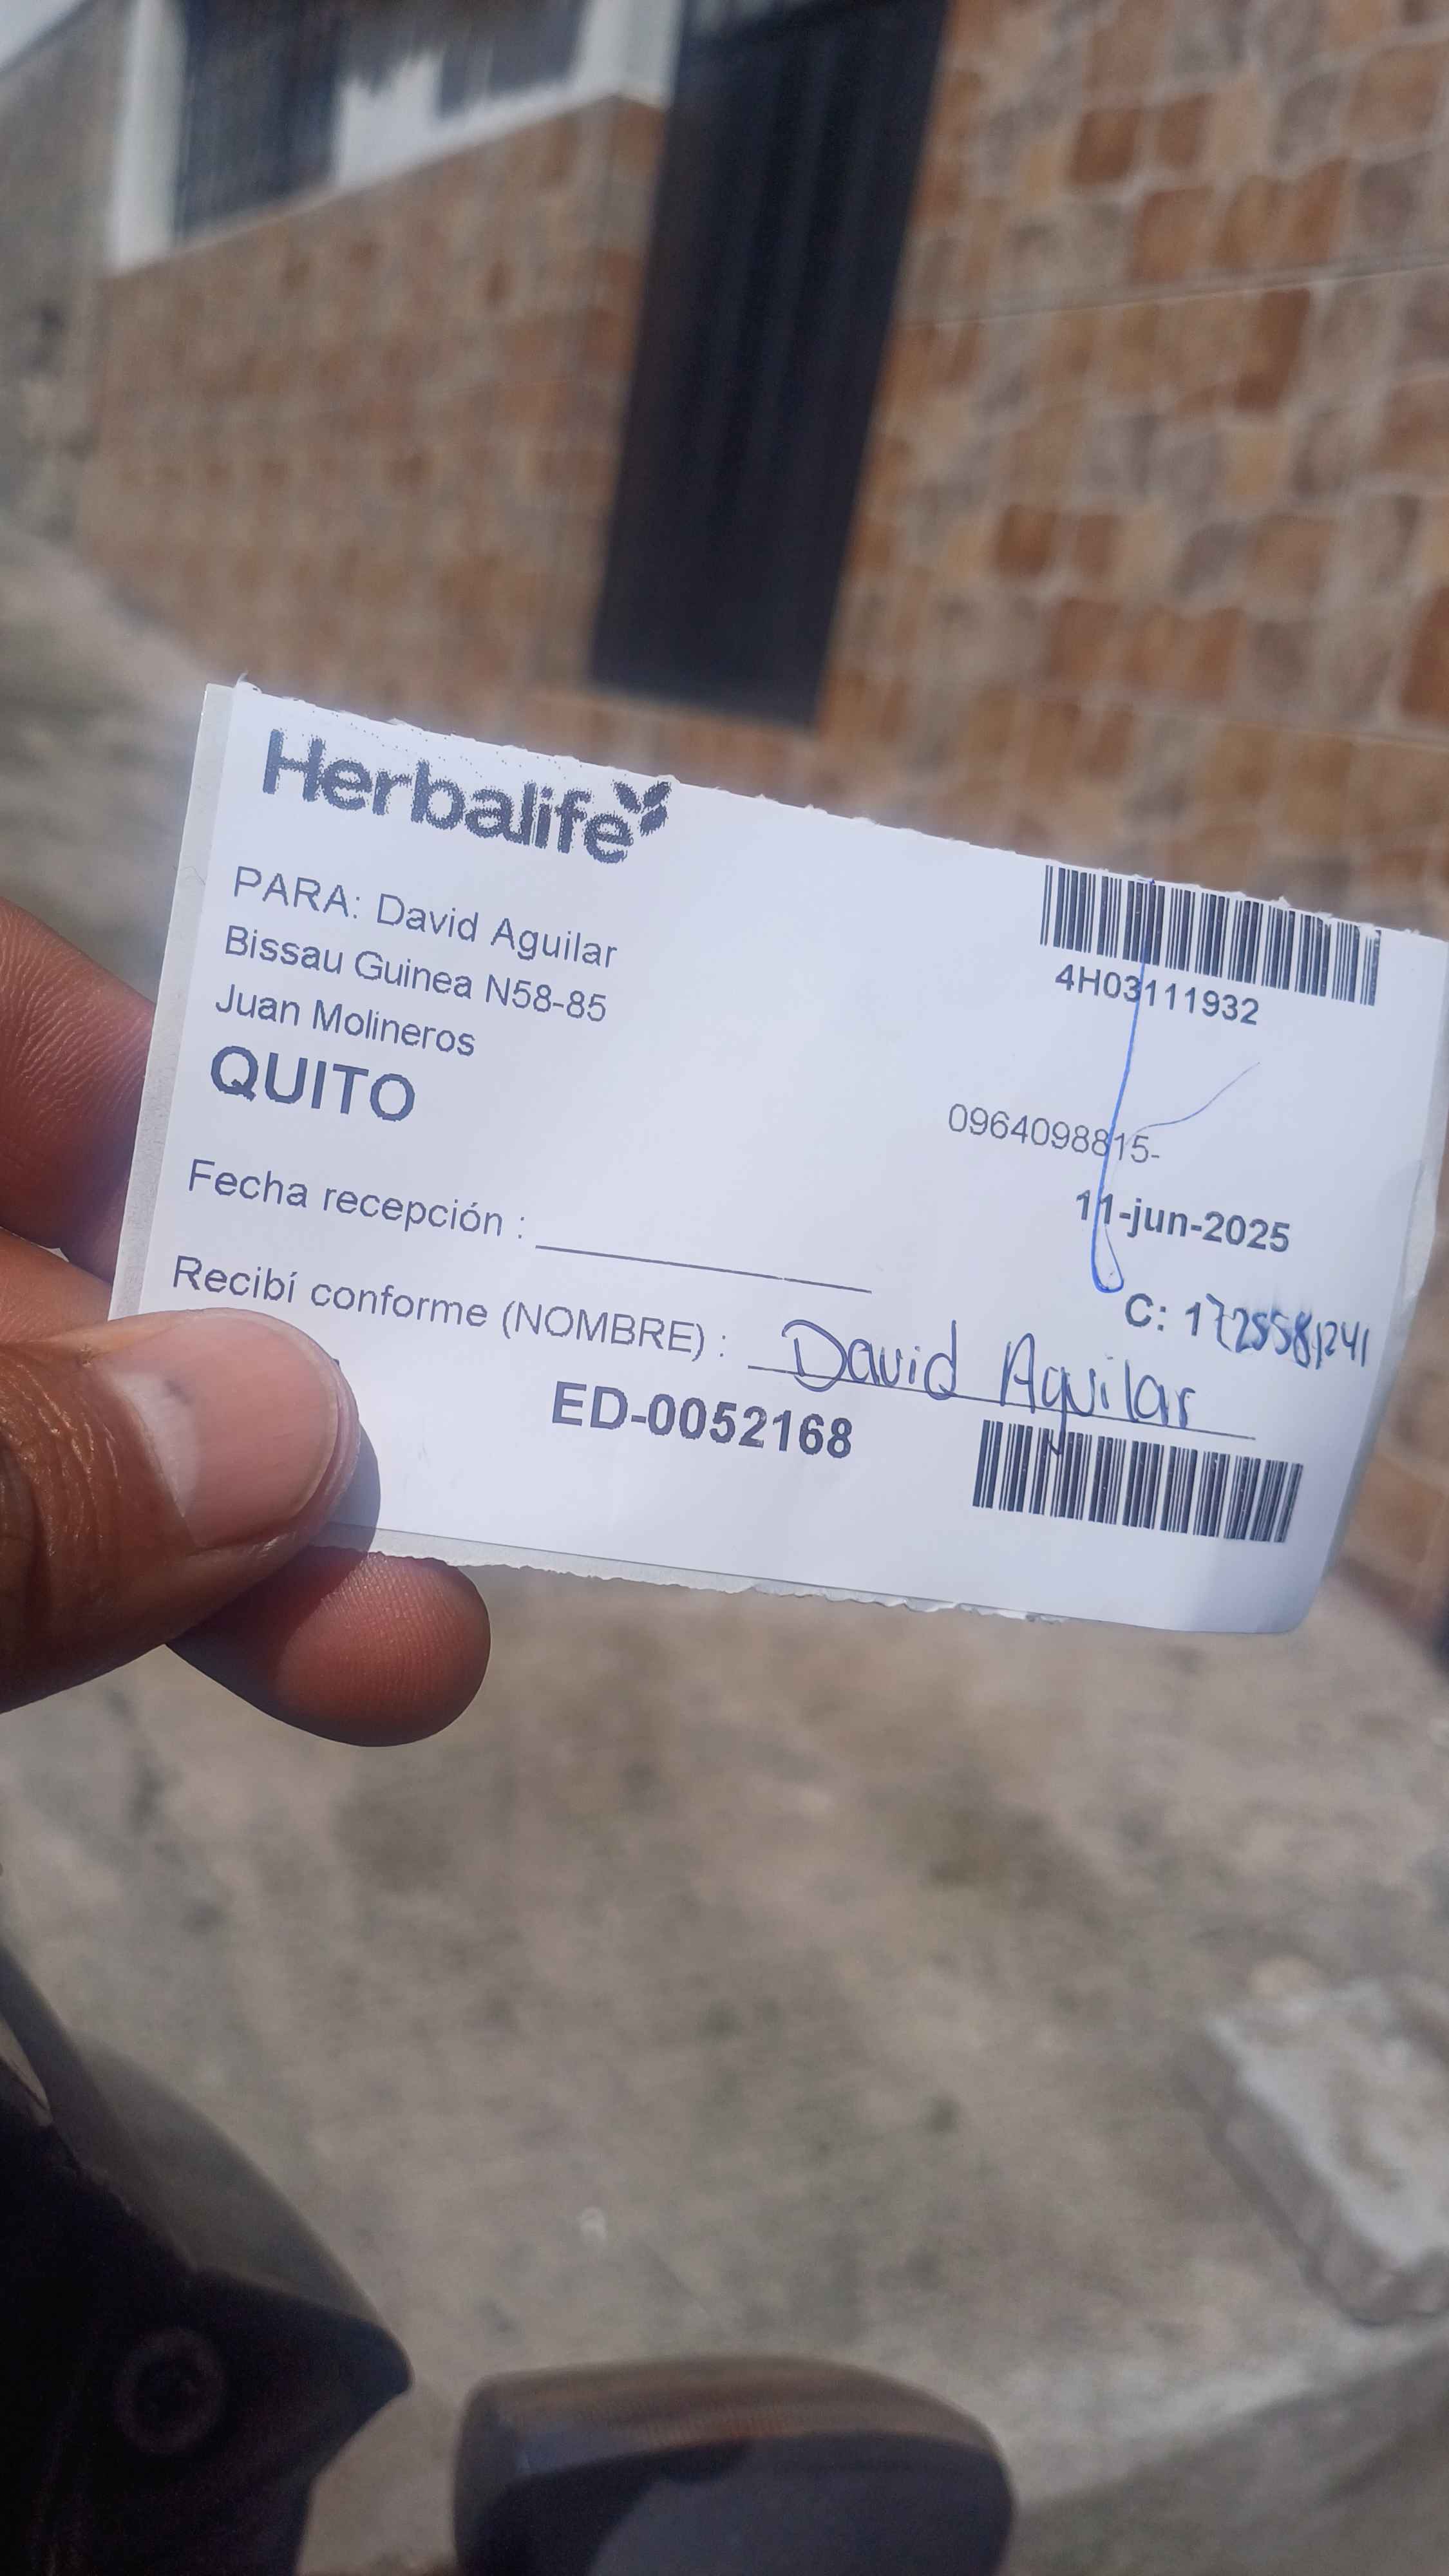 Herbalife
PARA: David Aguilar
Bissau Guinea N58-85
Juan Molineros
QUITO
4H03111932
0964098815-
11-jun-2025
Fecha recepción : ____________
C: 1725581241
Recibí conforme (NOMBRE) : David Aguilar
ED-0052168